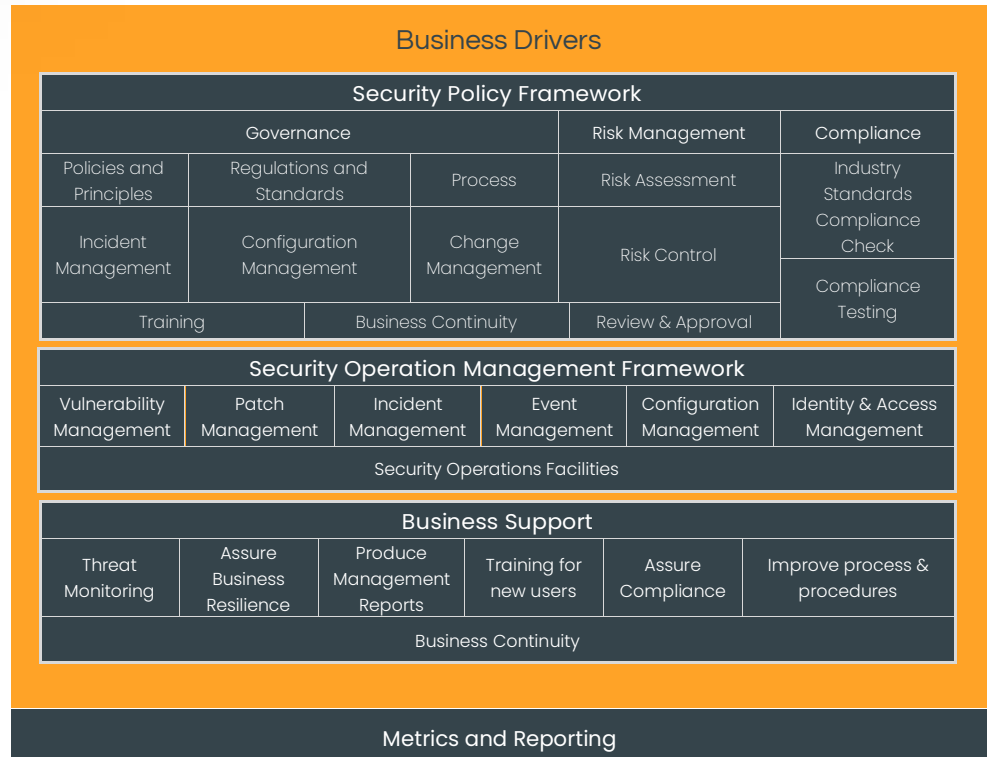 Business Drivers
Security Policy Framework
Governance
Risk Management
Compliance
Policies and
Principles
Regulations and
Standards
Process
Risk Assessment
Industry
Standards
Compliance
Check
Incident
Management
Configuration
Management
Change
Management
Risk Control
Compliance
Testing
Training
Business Continuity
Review & Approval
Security Operation Management Framework
Vulnerability
Management
Patch
Management
Incident
Management
Event
Management
Configuration
Management
Identity & Access
Management
Security Operations Facilities
Business Support
Threat
Monitoring
Assure
Business
Resilience
Produce
Management
Reports
Training for
new users
Assure
Compliance
Improve process &
procedures
Business Continuity
Metrics and Reporting